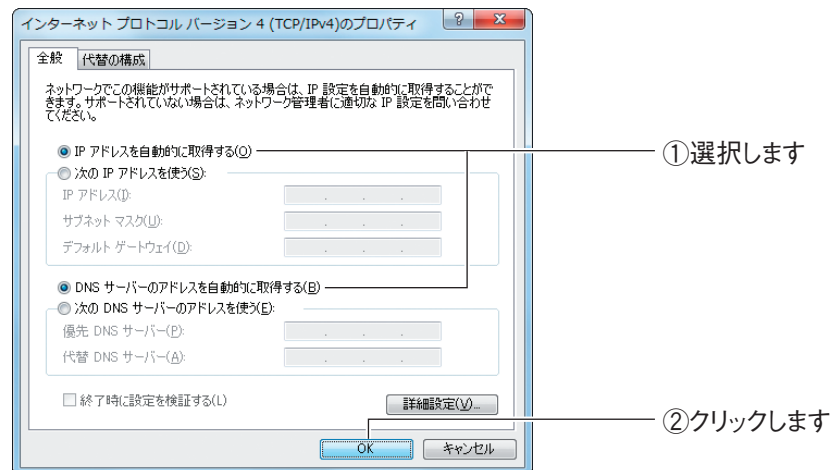 インターネット プロトコル バージョン 4 (TCP/IPv4)のプロパティ
全般
代替の構成
ネットワークでこの機能がサポートされている場合は、IP 設定を自動的に取得することがで
きます。サポートされていない場合は、ネットワーク管理者に適切な IP 設定を問い合わせ
てください。
IP アドレスを自動的に取得する(O)
①選択します
次の IP アドレスを使う(S):
IP アドレス(I):
サブネット マスク(U):
デフォルト ゲートウェイ(D):
DNS サーバーのアドレスを自動的に取得する(B)
次の DNS サーバーのアドレスを使う(E):
優先 DNS サーバー(P):
代替 DNS サーバー(A):
終了時に設定を検証する(L)
詳細設定(V)...
②クリックします
OK
キャンセル